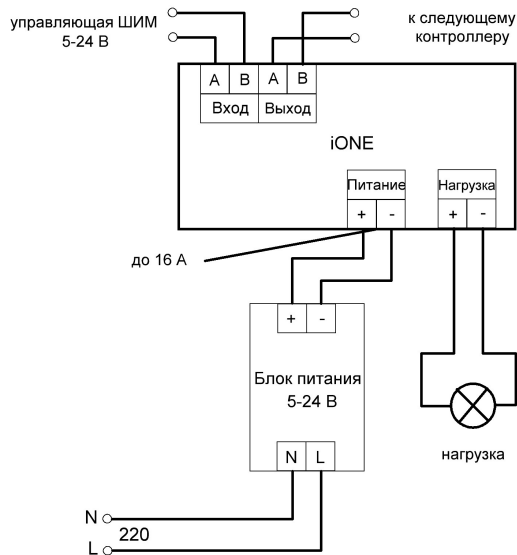 управляющая ШИМ
5-24 В
к следующему
контроллеру
A B A B
Вход Выход
iONE
Питание Нагрузка
+ - + -
до 16 А
+ -
Блок питания
5-24 В
N L
нагрузка
N
220
L